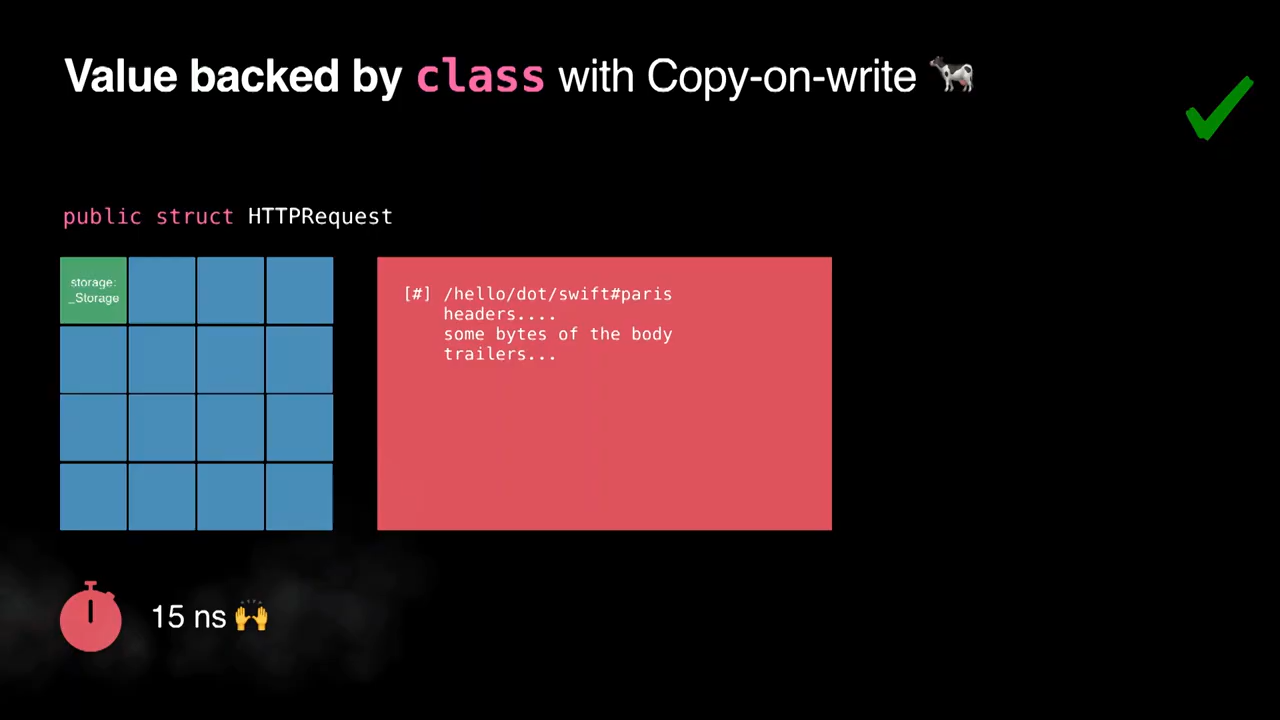 Value backed by class with Copy-on-write 🐄
public struct HTTPRequest
storage:
_Storage
[#] /hello/dot/swift#paris
headers....
some bytes of the body
trailers...
15 ns 🙌